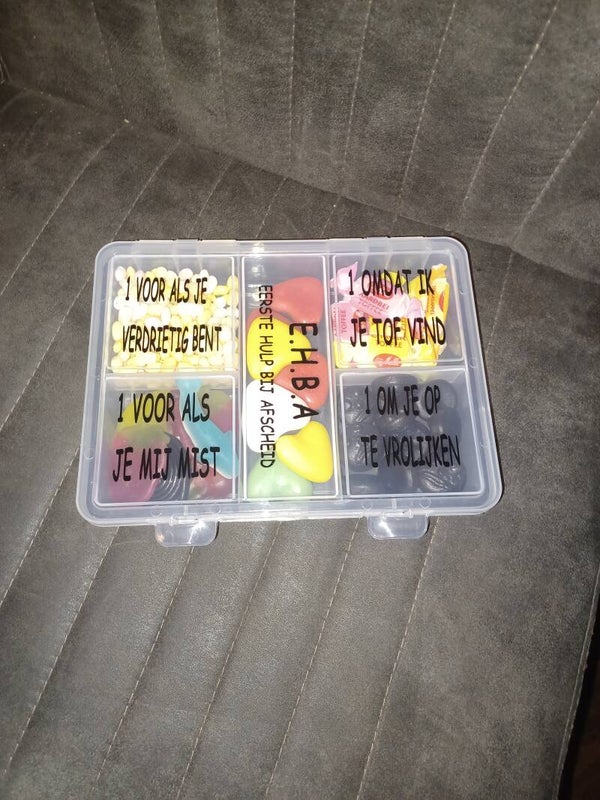 1 VOOR ALS JE
VERDRIETIG BENT
1 VOOR ALS
JE MIJ MIST
E.H.B.A
EERSTE HULP BIJ AFSCHEID
1 OMDAT IK
JE TOF VIND
1 OM JE OP
TE VROLIJKEN